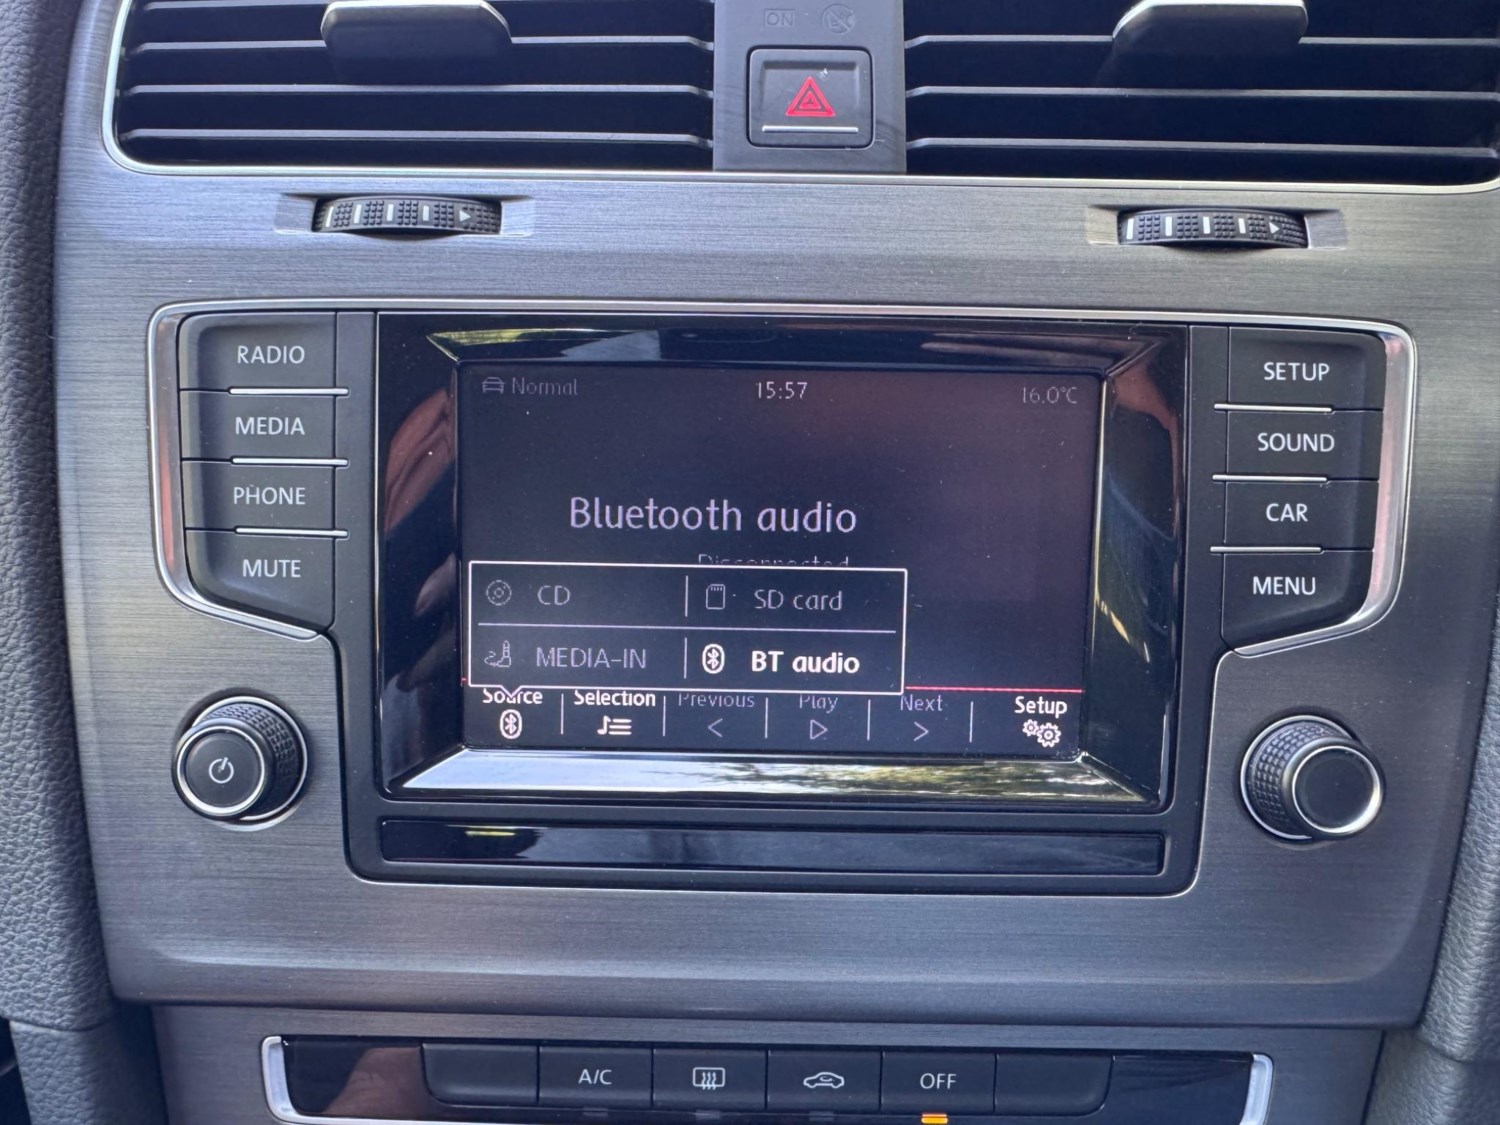 ON
RADIO
MEDIA
PHONE
MUTE
Normal
15:57
16.0°C
Bluetooth audio
Disconnected
CD
SD card
MEDIA-IN
BT audio
Source
Selection
Previous
Play
Next
Setup
SETUP
SOUND
CAR
MENU
A/C
OFF